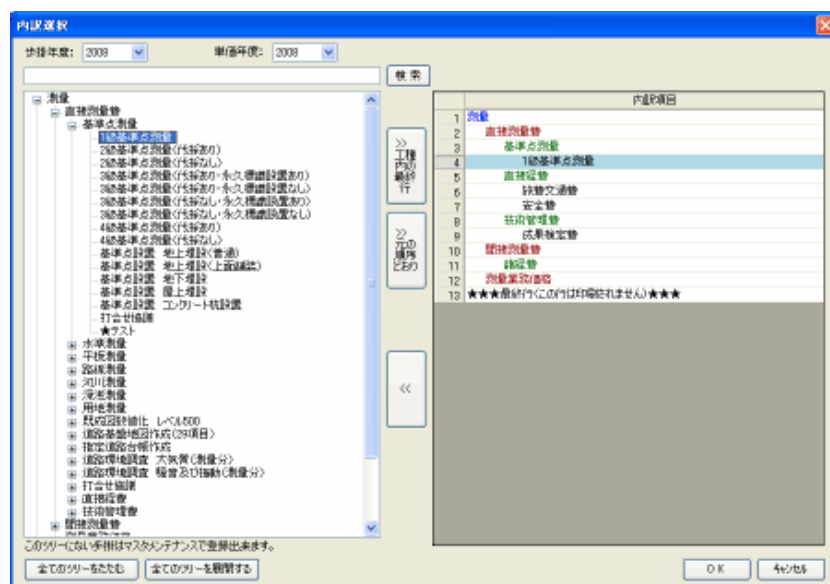 内訳選択
歩掛年度: 2008 単価年度: 2008
検索
測量
直接測量費
基準点測量
1級基準点測量
2級基準点測量(伐採あり)
2級基準点測量(伐採なし)
3級基準点測量(伐採あり・永久標識設置あり)
3級基準点測量(伐採あり・永久標識設置なし)
3級基準点測量(伐採なし・永久標識設置あり)
3級基準点測量(伐採なし・永久標識設置なし)
4級基準点測量(伐採あり)
4級基準点測量(伐採なし)
基準点設置 地上埋設(普通)
基準点設置 地上埋設(上面舗装)
基準点設置 地下埋設
基準点設置 屋上埋設
基準点設置 コンクリート杭設置
打合せ協議
★テスト
水準測量
平板測量
路線測量
河川測量
深浅測量
用地測量
既成図数値化 レベル500
道路基盤地図作成(29項目)
指定道路台帳作成
道路環境調査 大気質(測量分)
道路環境調査 騒音及び振動(測量分)
打合せ協議
直接経費
技術管理費
間接測量費
このツリーにない歩掛はマスタメンテナンスで登録出来ます。
全てのツリーをたたむ 全てのツリーを展開する
>>
工種内の最終行
>>
元の順序どおり
<<
内訳項目
1 測量
2 直接測量費
3 基準点測量
4 1級基準点測量
5 直接経費
6 旅費交通費
7 安全費
8 技術管理費
9 成果検定費
10 間接測量費
11 諸経費
12 測量業務価格
13 ★★★最終行(この行は印刷されません)★★★
OK キャンセル